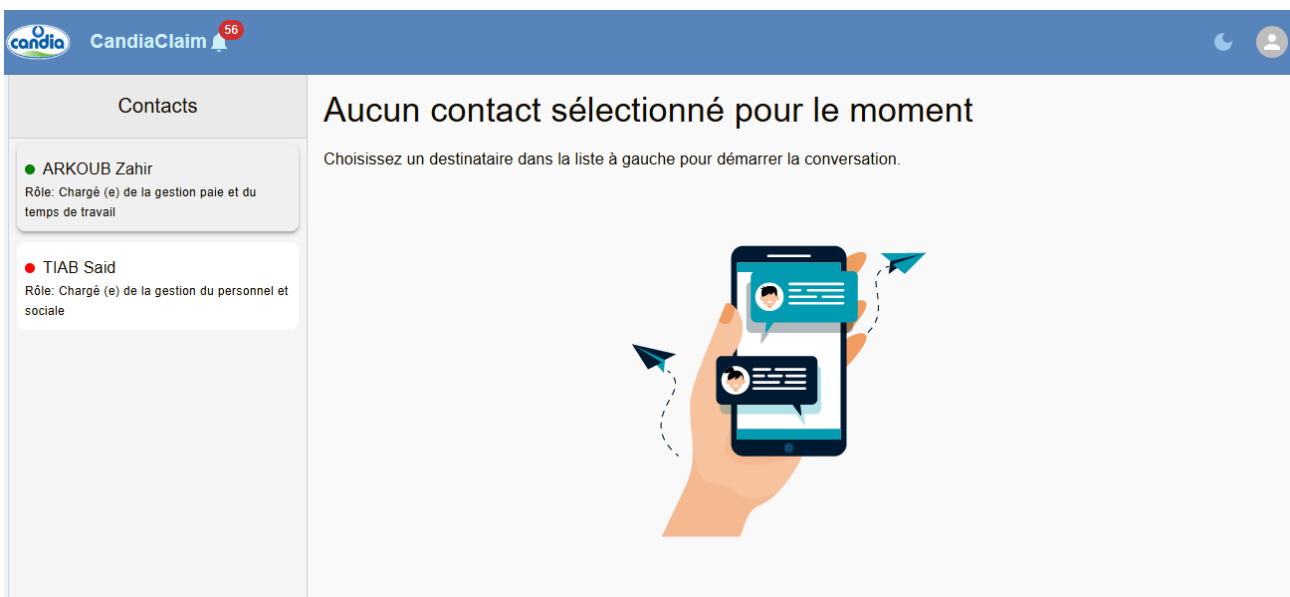 candia
CandiaClaim
56
Contacts
Aucun contact sélectionné pour le moment
Choisissez un destinataire dans la liste à gauche pour démarrer la conversation.
ARKOUB Zahir
Rôle: Chargé (e) de la gestion paie et du
temps de travail
TIAB Said
Rôle: Chargé (e) de la gestion du personnel et
sociale